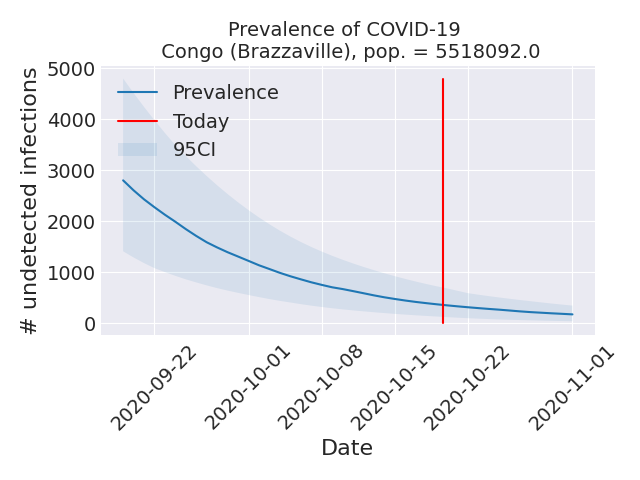 Prevalence of COVID-19
Congo (Brazzaville), pop. = 5518092.0
# undetected infections
5000
4000
3000
2000
1000
0
Prevalence
Today
95CI
2020-09-22
2020-10-01
2020-10-08
2020-10-15
2020-10-22
2020-11-01
Date